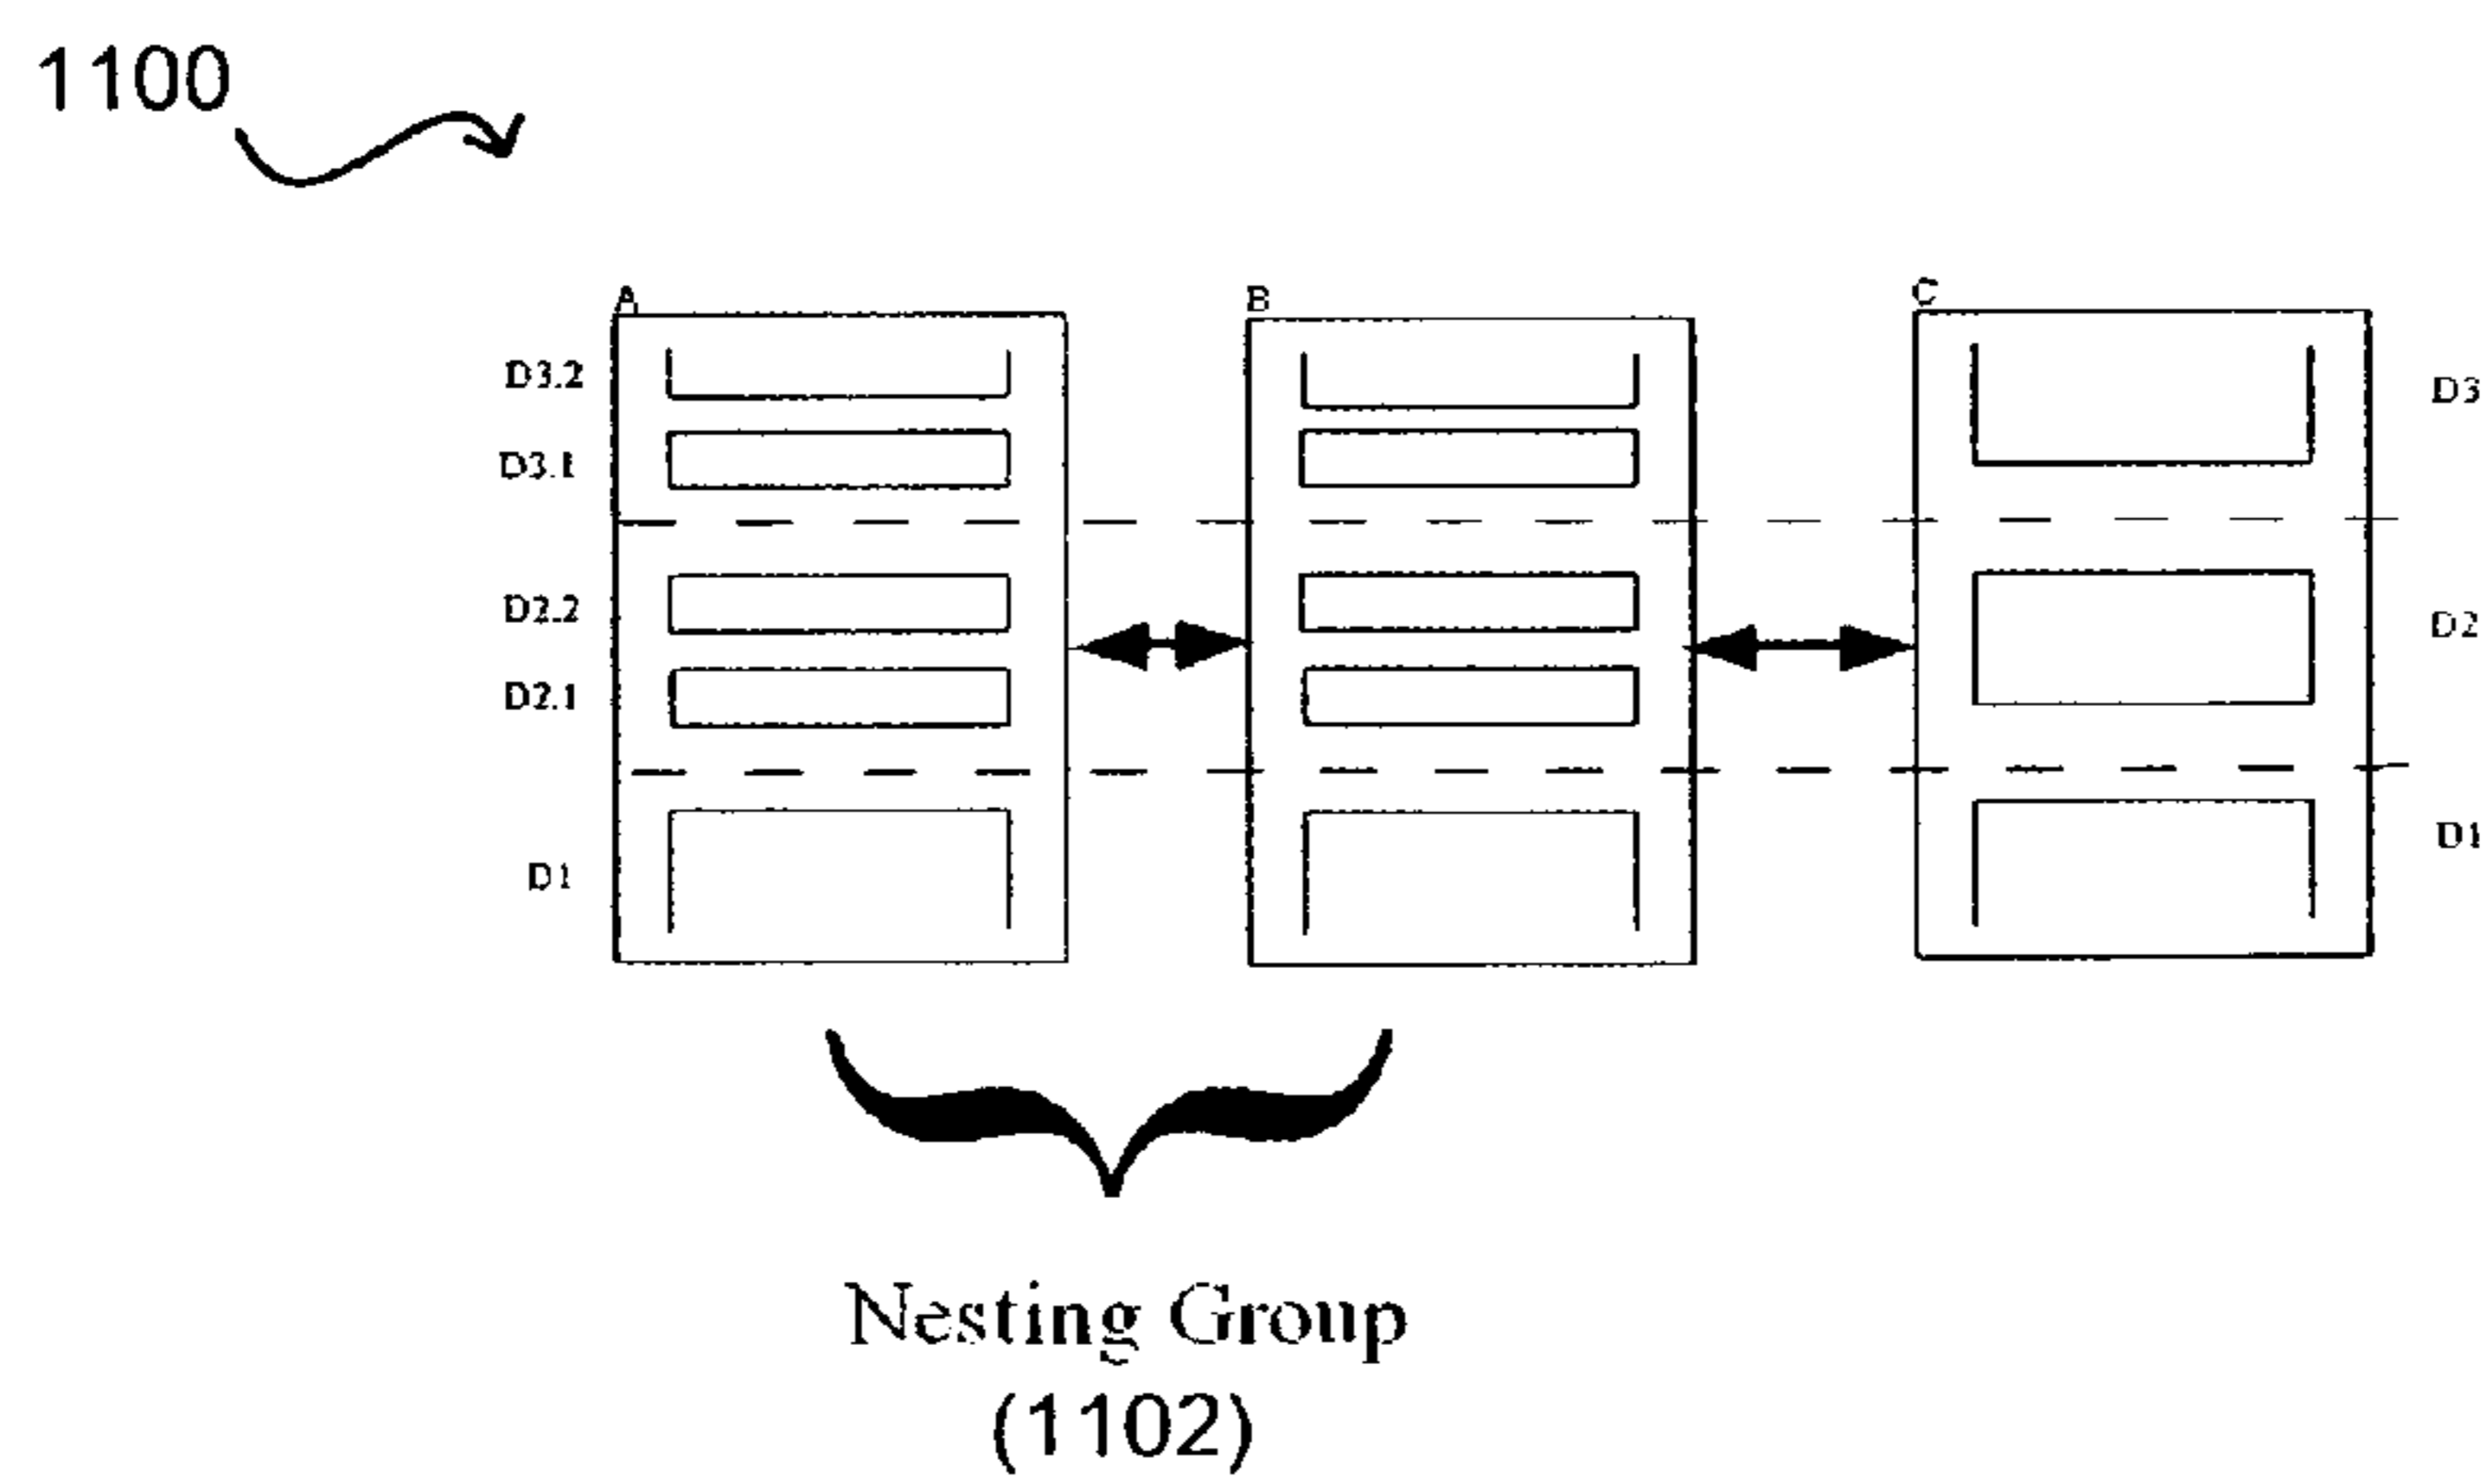 1100
A
B
C
D3.2
D3
D3.1
D2.2
D2
D2.1
D1
D1
Nesting Group
(1102)